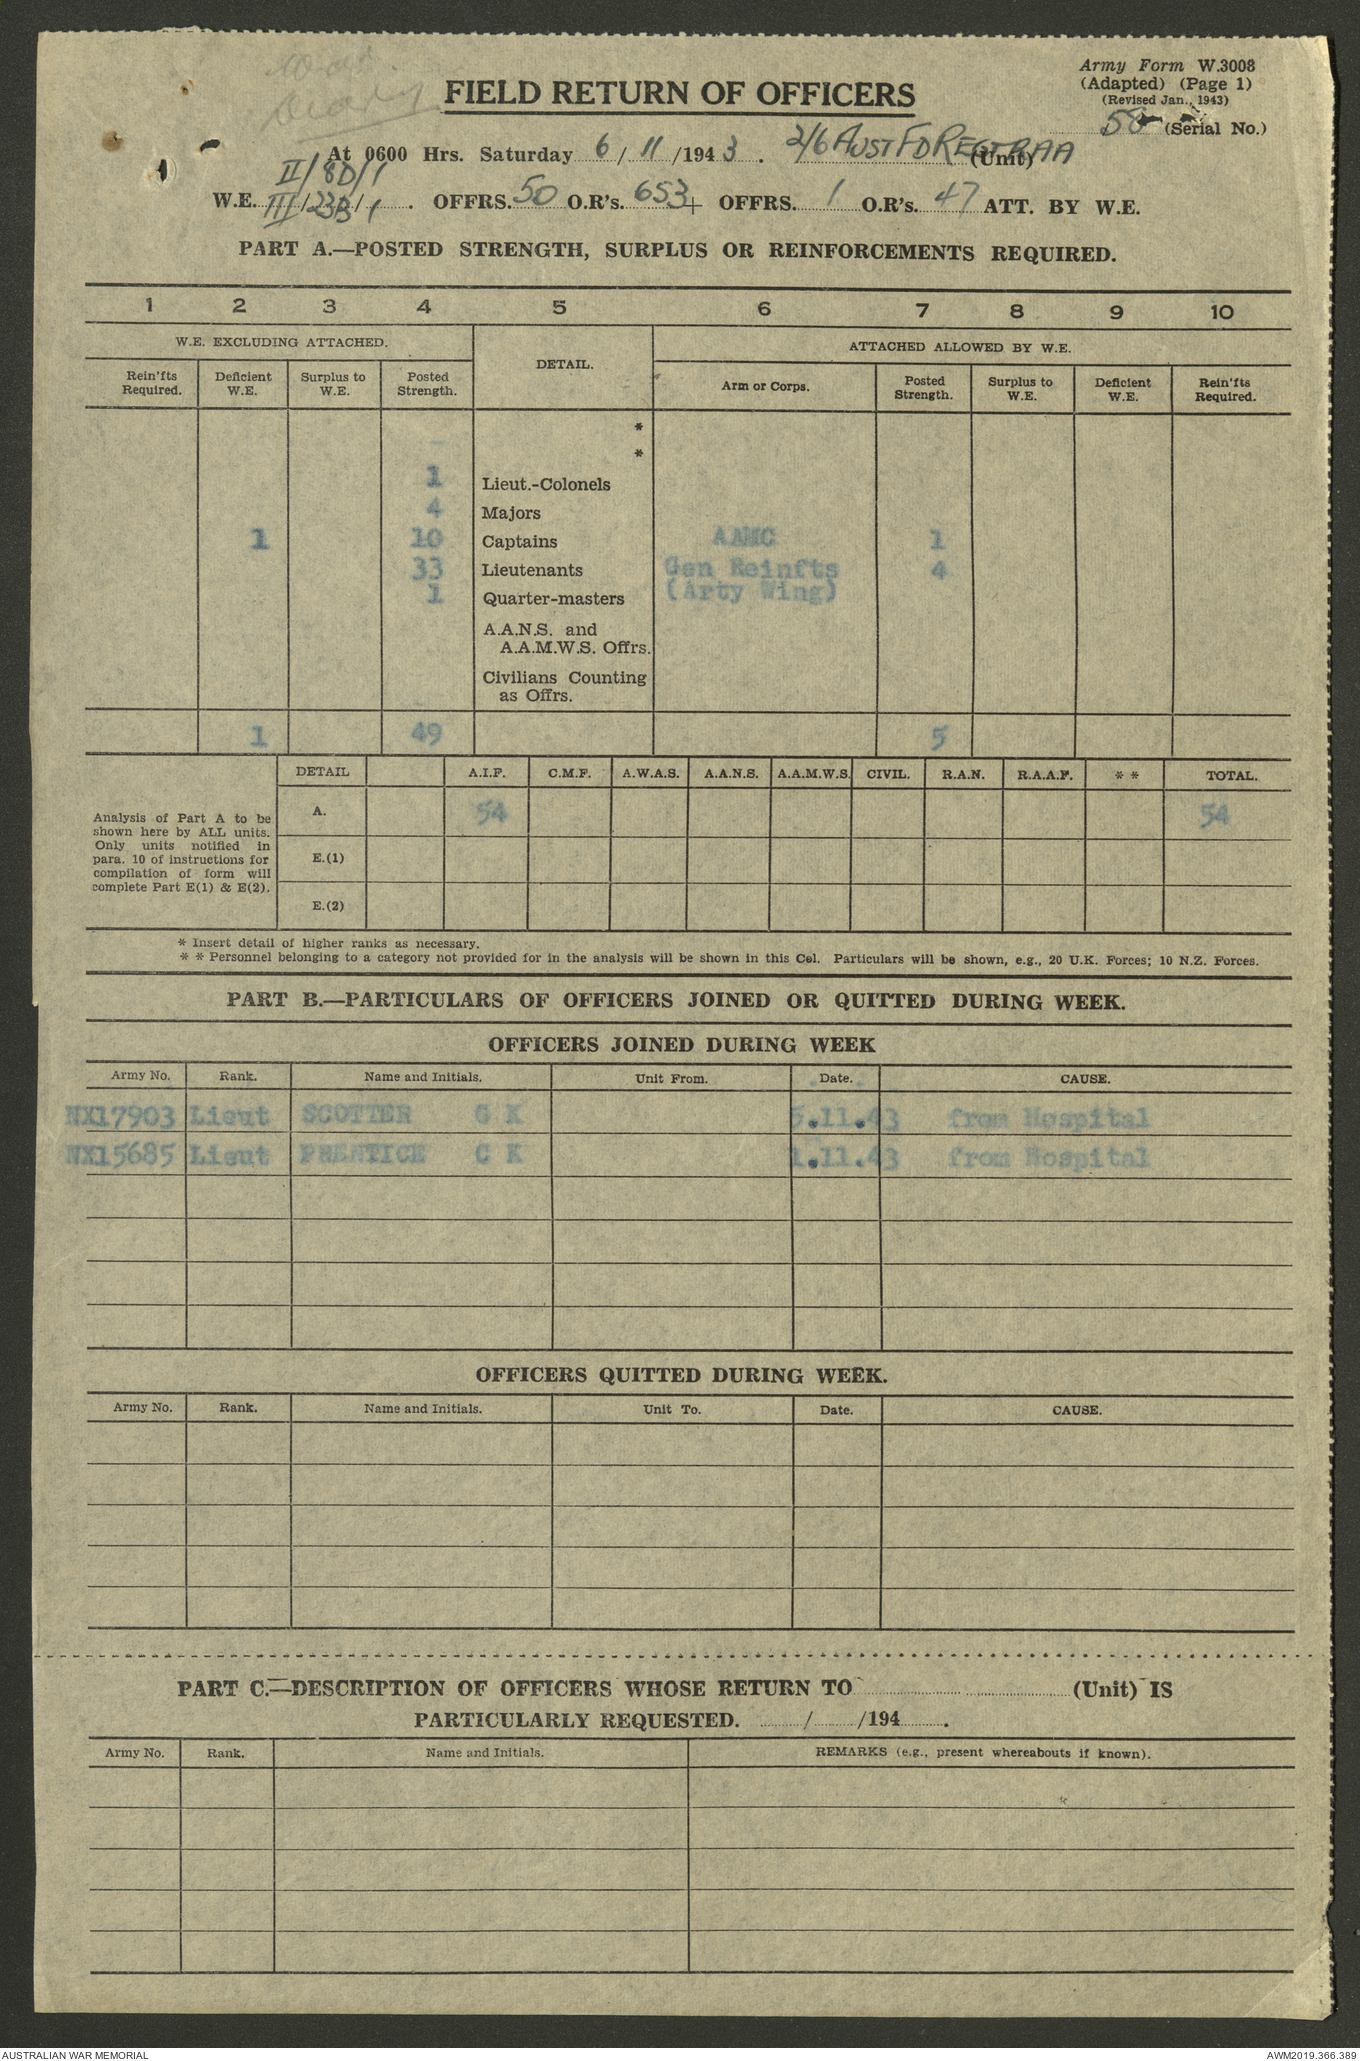 War
Diary
Army Form W.3008
(Adapted) (Page 1)
(Revised Jan., 1943)
FIELD RETURN OF OFFICERS
58 (Serial No.)
At 0600 Hrs. Saturday 6/11/1943. 2/6 AUST FD REGT RAA (Unit)
II/8D/1
W.E. III/23B/1. OFFRS. 50 O.R's. 653 + OFFRS. 1 O.R's. 47 ATT. BY W.E.
PART A.—POSTED STRENGTH, SURPLUS OR REINFORCEMENTS REQUIRED.
1 2 3 4 5 6 7 8 9 10
W.E. EXCLUDING ATTACHED. DETAIL. ATTACHED ALLOWED BY W.E.
Rein'fts Required. Deficient W.E. Surplus to W.E. Posted Strength. Arm or Corps. Posted Strength. Surplus to W.E. Deficient W.E. Rein'fts Required.
*
*
1 Lieut.-Colonels
4 Majors
1 10 Captains AAMC 1
33 Lieutenants Gen Reinfts 4
1 Quarter-masters (Arty Wing)
A.A.N.S. and
A.A.M.W.S. Offrs.
Civilians Counting
as Offrs.
1 49 5
DETAIL A.I.F. C.M.F. A.W.A.S. A.A.N.S. A.A.M.W.S. CIVIL. R.A.N. R.A.A.F. * * TOTAL.
Analysis of Part A to be
shown here by ALL units.
Only units notified in
para. 10 of instructions for
compilation of form will
complete Part E(1) & E(2).
A. 54 54
E.(1)
E.(2)
* Insert detail of higher ranks as necessary.
* * Personnel belonging to a category not provided for in the analysis will be shown in this Col. Particulars will be shown, e.g., 20 U.K. Forces; 10 N.Z. Forces.
PART B.—PARTICULARS OF OFFICERS JOINED OR QUITTED DURING WEEK.
OFFICERS JOINED DURING WEEK
Army No. Rank. Name and Initials. Unit From. Date. CAUSE.
NX17903 Lieut SCOTTER G K 5.11.43 from Hospital
NX15685 Lieut PRENTICE C K 1.11.43 from Hospital
OFFICERS QUITTED DURING WEEK.
Army No. Rank. Name and Initials. Unit To. Date. CAUSE.
PART C.—DESCRIPTION OF OFFICERS WHOSE RETURN TO (Unit) IS
PARTICULARLY REQUESTED. / /194 .
Army No. Rank. Name and Initials. REMARKS (e.g., present whereabouts if known).
AUSTRALIAN WAR MEMORIAL AWM2019.366.389